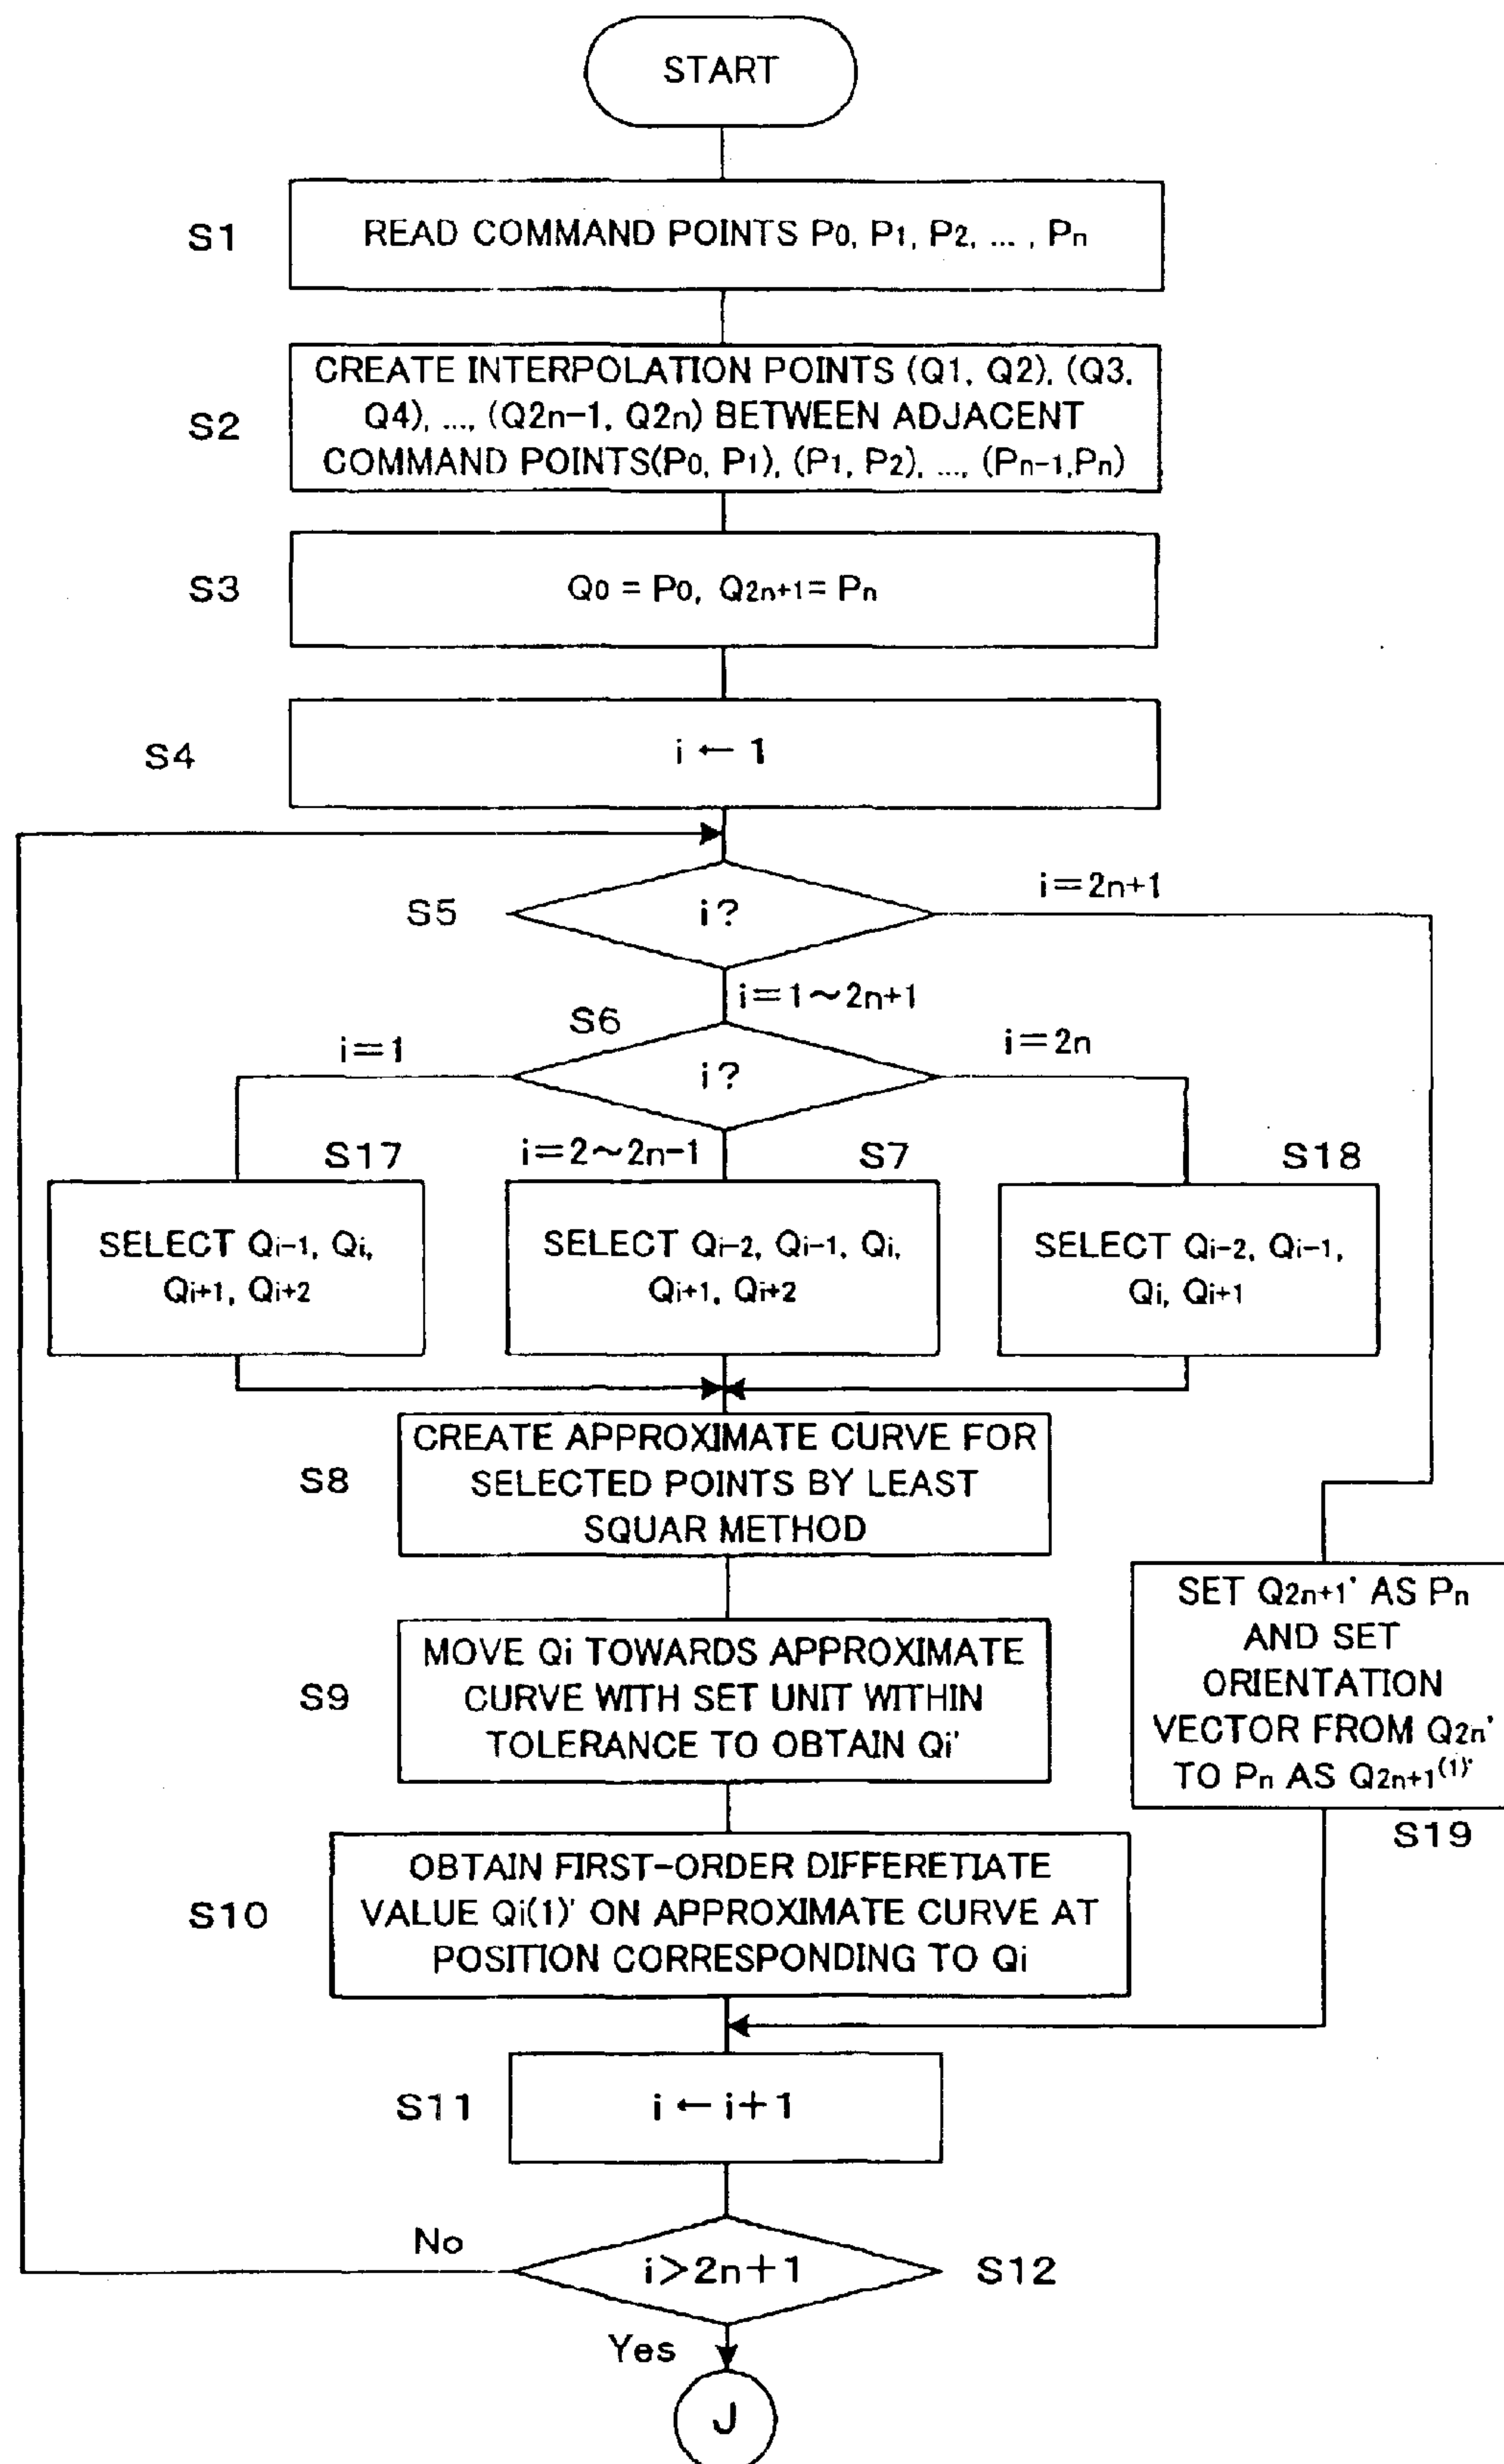 START
S1
READ COMMAND POINTS P0, P1, P2, ... , Pn
S2
CREATE INTERPOLATION POINTS (Q1, Q2), (Q3,
Q4), ..., (Q2n-1, Q2n) BETWEEN ADJACENT
COMMAND POINTS(P0, P1), (P1, P2), ..., (Pn-1,Pn)
S3
Q0 = P0, Q2n+1= Pn
S4
i ← 1
S5
i?
i=2n+1
i=1~2n+1
S6
i?
i=1
i=2n
S17
i=2~2n-1
S7
S18
SELECT Qi-1, Qi,
Qi+1, Qi+2
SELECT Qi-2, Qi-1, Qi,
Qi+1, Qi+2
SELECT Qi-2, Qi-1,
Qi, Qi+1
S8
CREATE APPROXIMATE CURVE FOR
SELECTED POINTS BY LEAST
SQUAR METHOD
S9
MOVE Qi TOWARDS APPROXIMATE
CURVE WITH SET UNIT WITHIN
TOLERANCE TO OBTAIN Qi'
SET Q2n+1' AS Pn
AND SET
ORIENTATION
VECTOR FROM Q2n'
TO Pn AS Q2n+1(1)'
S19
S10
OBTAIN FIRST-ORDER DIFFERETIATE
VALUE Qi(1)' ON APPROXIMATE CURVE AT
POSITION CORRESPONDING TO Qi
S11
i ← i+1
No
i>2n+1
S12
Yes
J